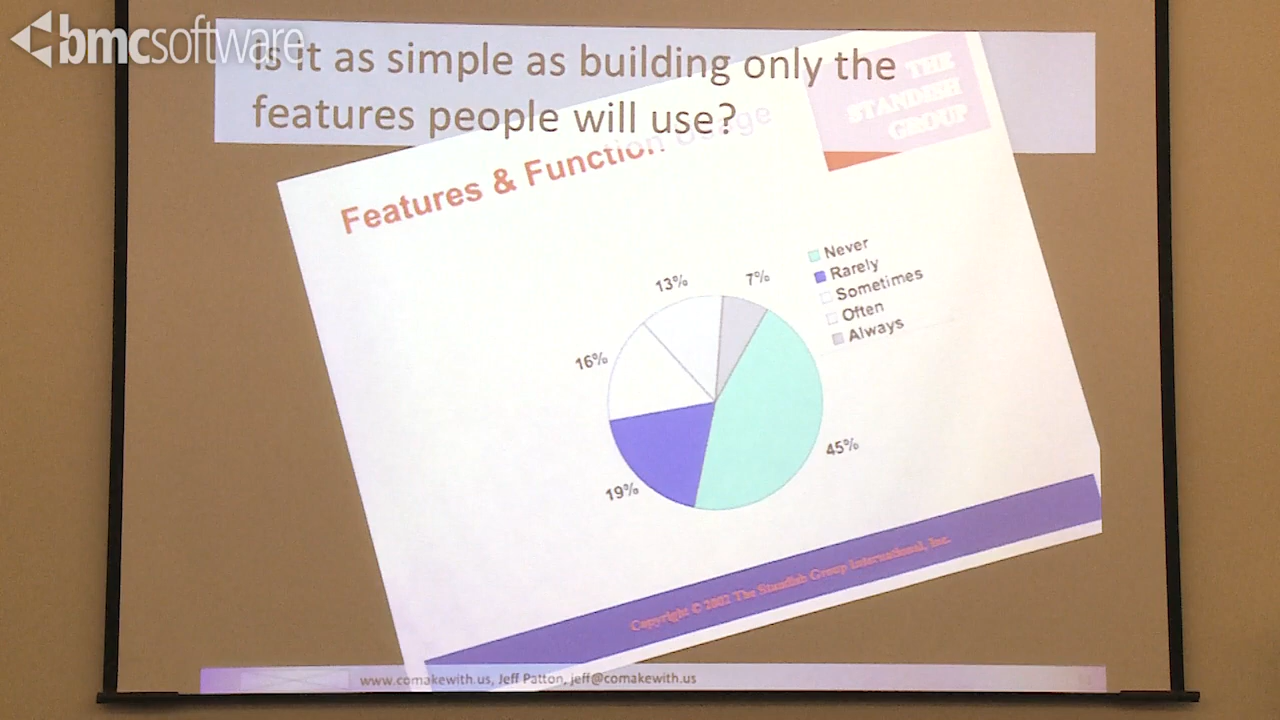 bmcsoftware
Is it as simple as building only the
features people will use?
THE
STANDISH
GROUP
Features & Function Usage
Never
Rarely
Sometimes
Often
Always
13%
7%
16%
45%
19%
Copyright © 2002 The Standish Group International, Inc.
www.comakewith.us, Jeff Patton, jeff@comakewith.us